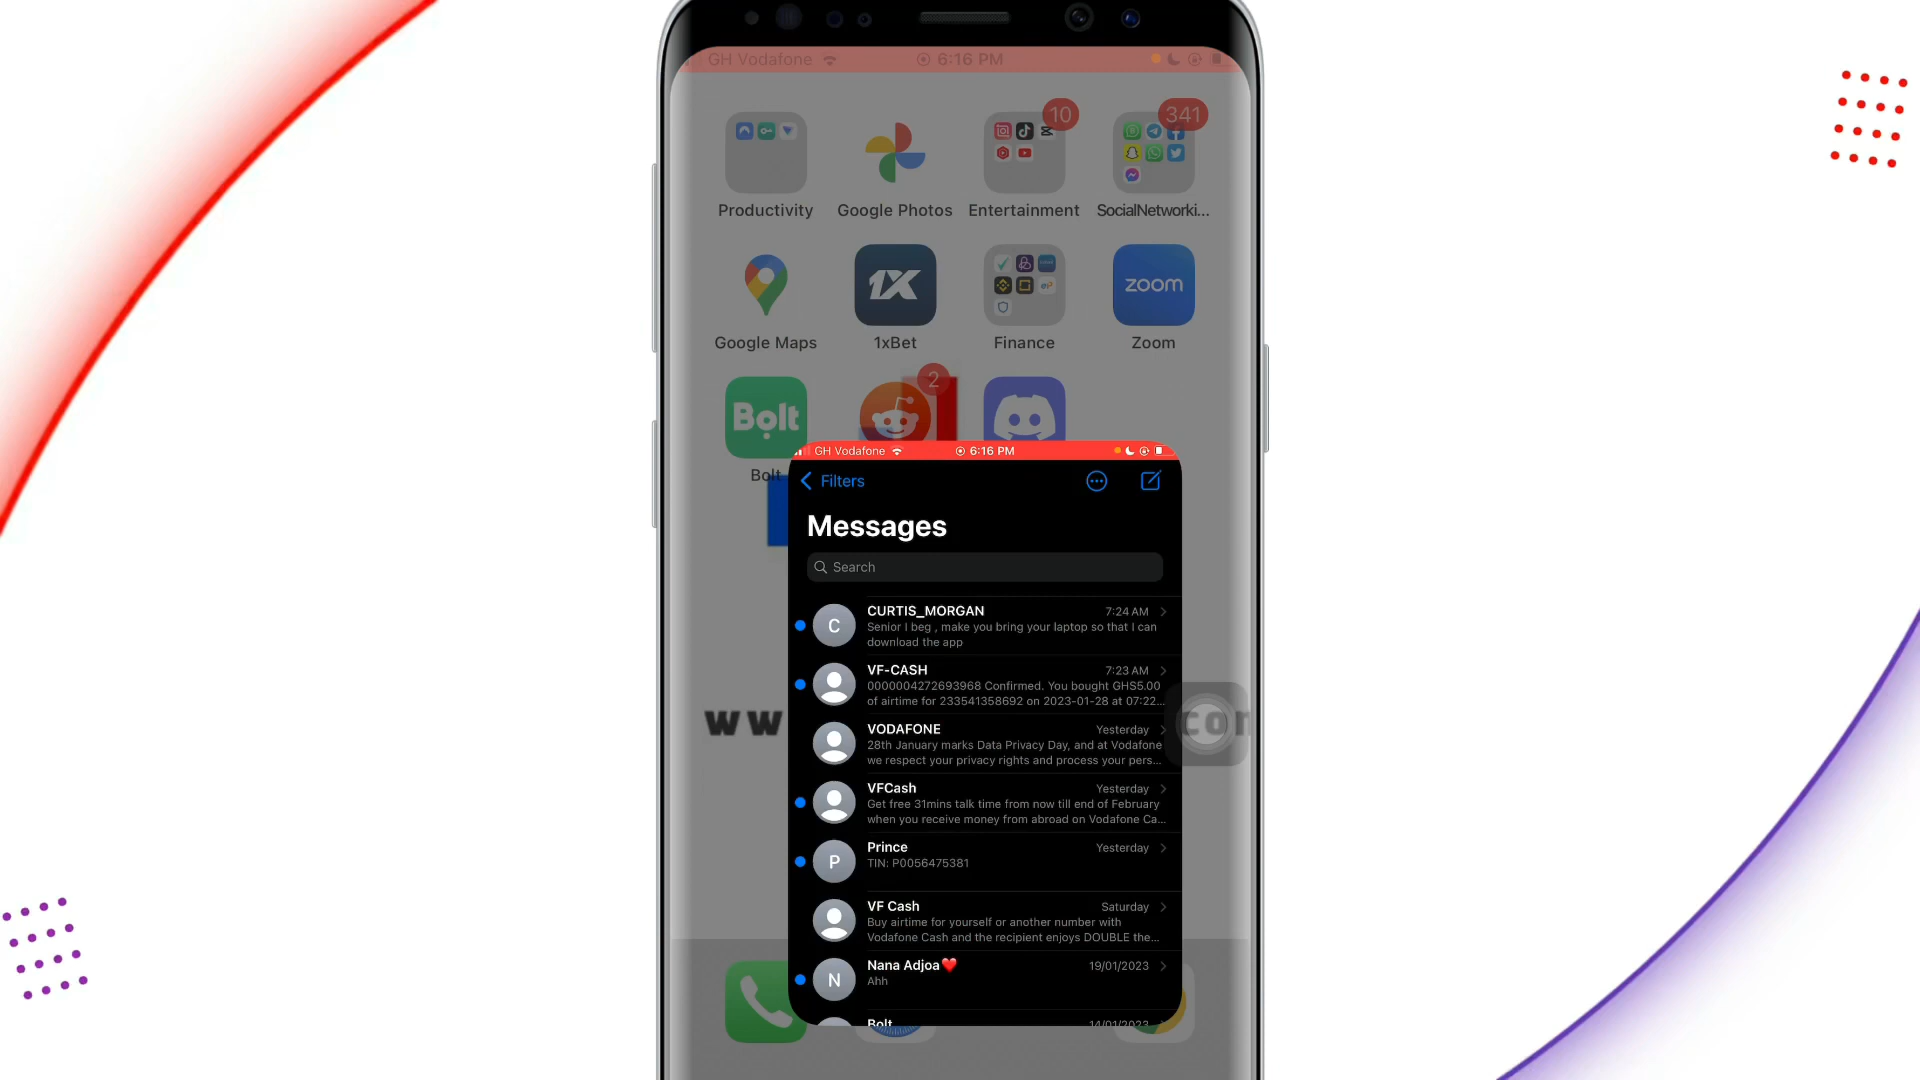 GH Vodafone 6:16 PM
10
341
Productivity
Google Photos
Entertainment
SocialNetworki...
1X
zoom
Google Maps
1xBet
Finance
Zoom
Bolt
2
Bolt
GH Vodafone 6:16 PM
Filters
Messages
Search
CURTIS_MORGAN 7:24 AM
C
Senior I beg , make you bring your laptop so that I can
download the app
VF-CASH 7:23 AM
0000004272693968 Confirmed. You bought GHS5.00
of airtime for 233541358692 on 2023-01-28 at 07:22...
ww
con
VODAFONE Yesterday
28th January marks Data Privacy Day, and at Vodafone
we respect your privacy rights and process your pers...
VFCash Yesterday
Get free 31mins talk time from now till end of February
when you receive money from abroad on Vodafone Ca...
Prince Yesterday
P
TIN: P0056475381
VF Cash Saturday
Buy airtime for yourself or another number with
Vodafone Cash and the recipient enjoys DOUBLE the...
Nana Adjoa❤️ 19/01/2023
N
Ahh
Bolt 14/01/2023